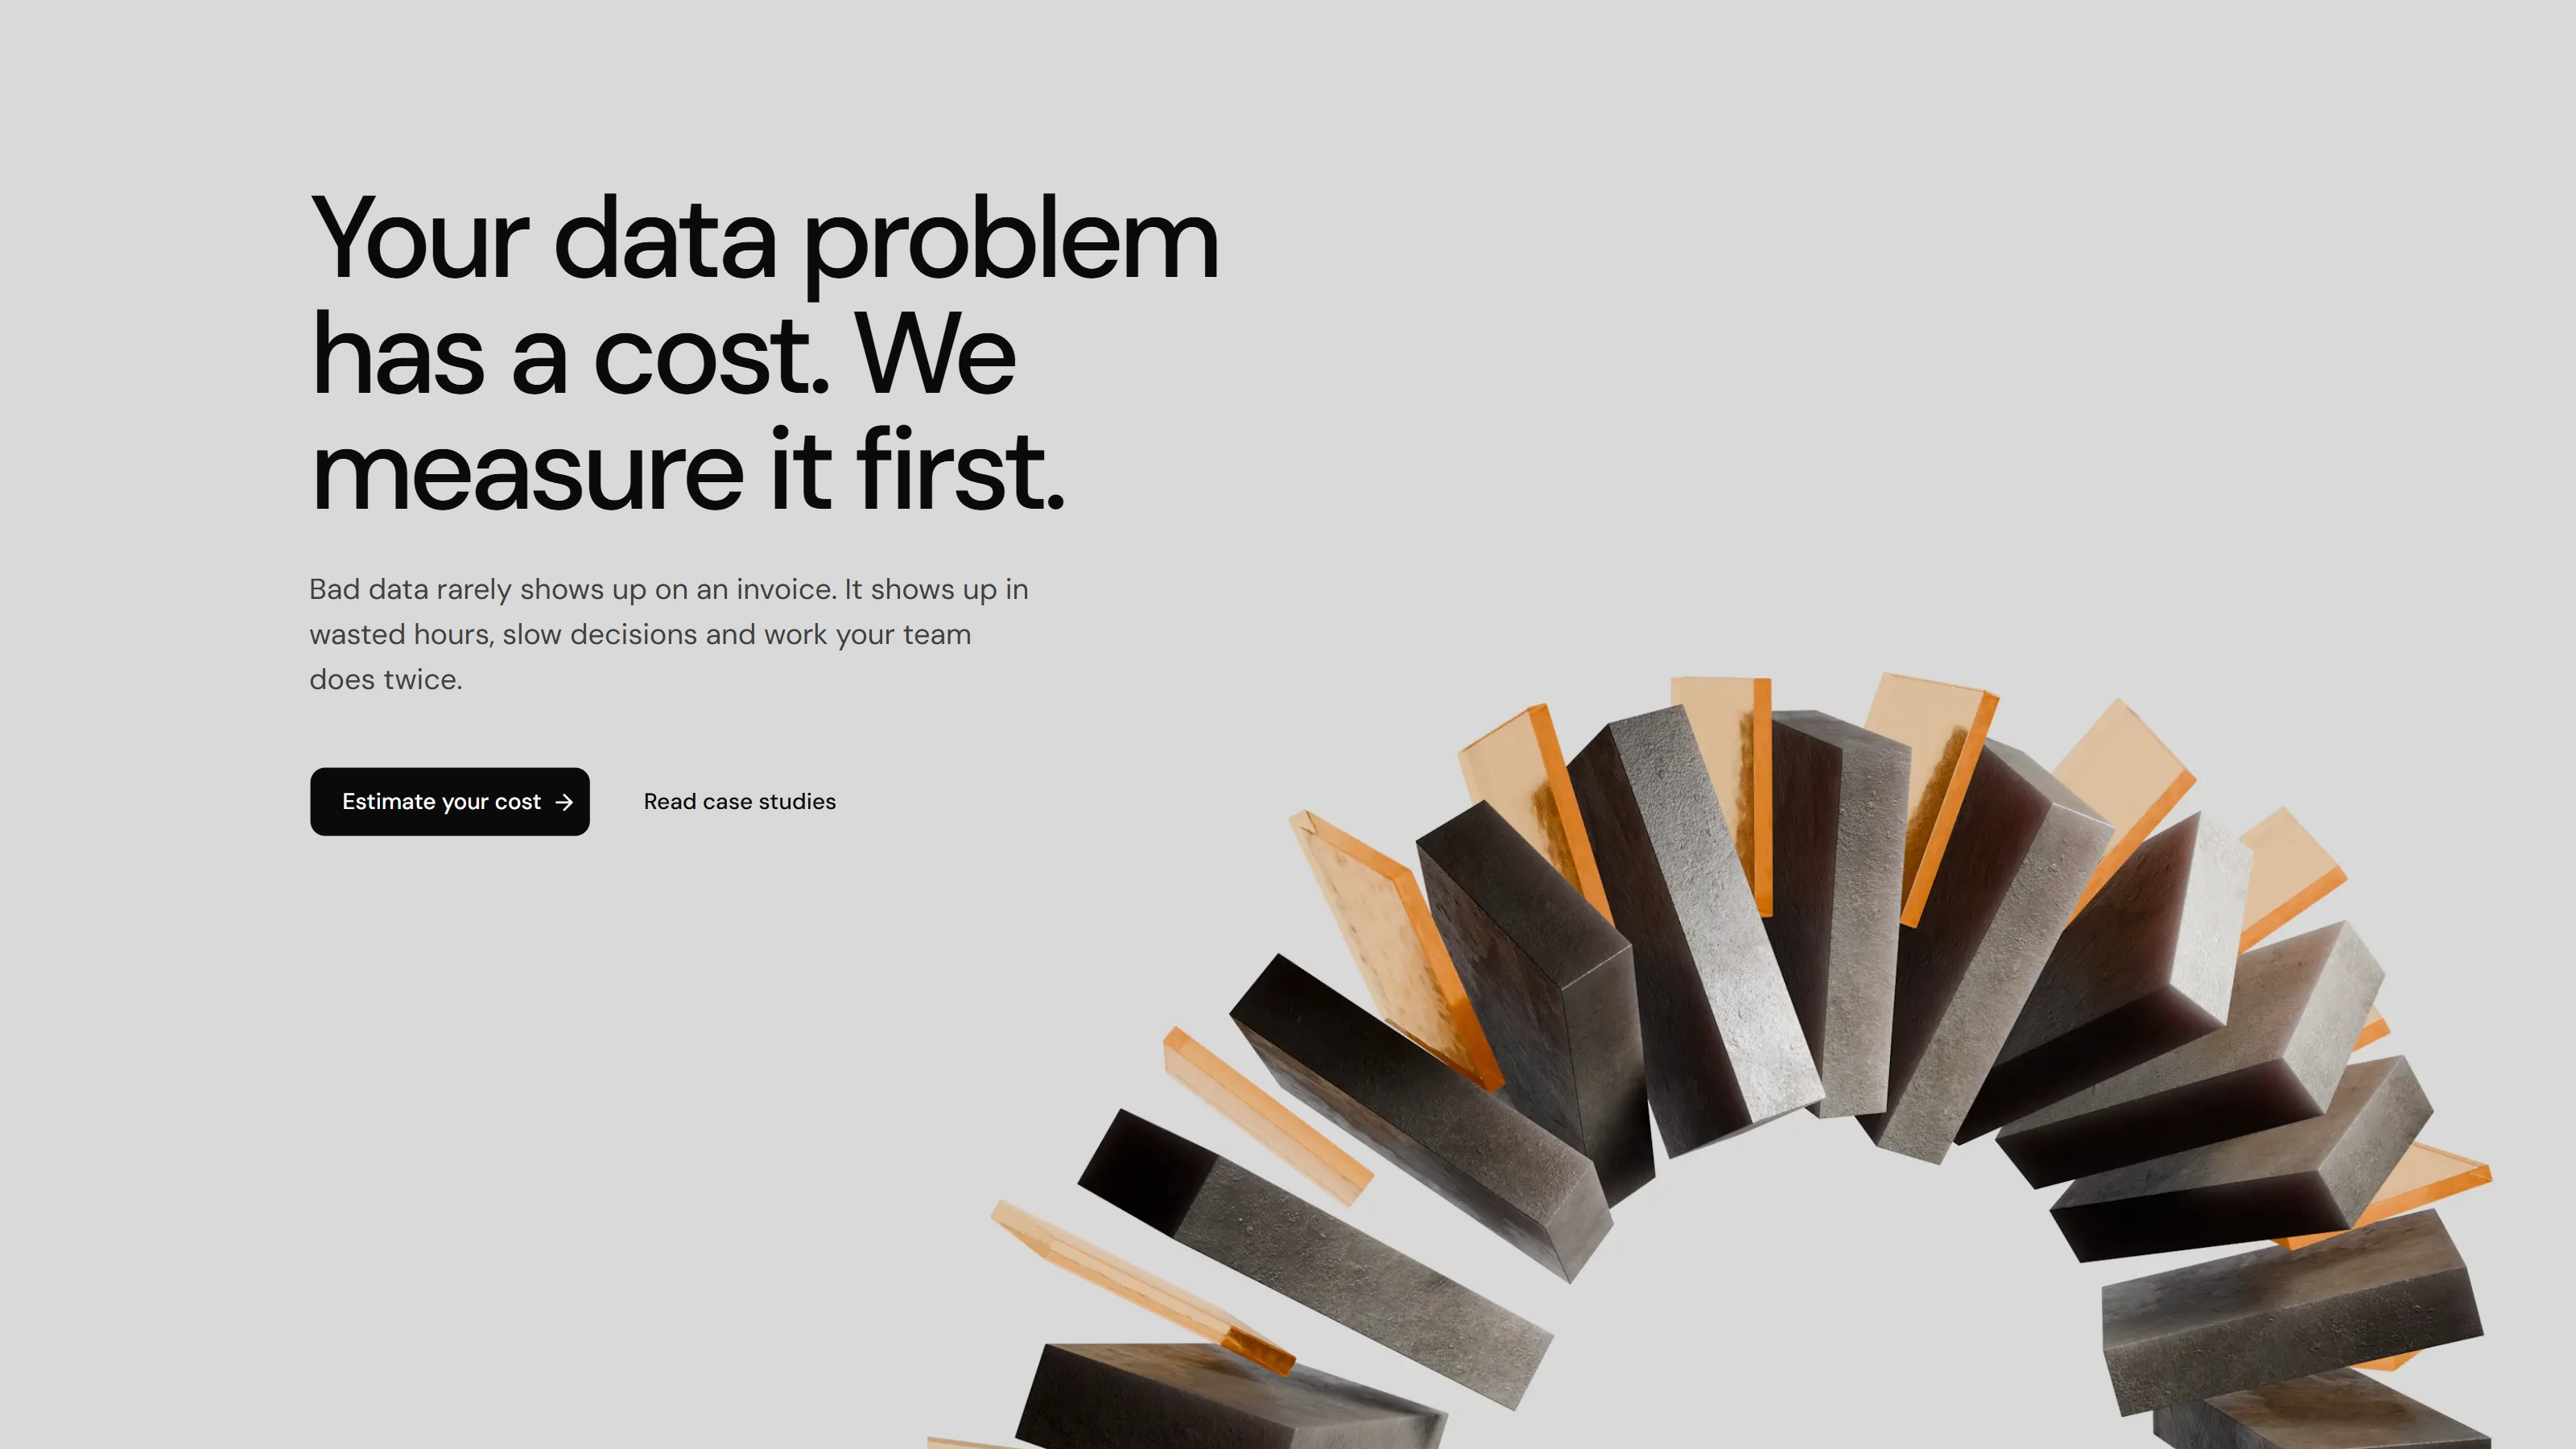 Your data problem
has a cost. We
measure it first.
Bad data rarely shows up on an invoice. It shows up in
wasted hours, slow decisions and work your team
does twice.
Estimate your cost →
Read case studies